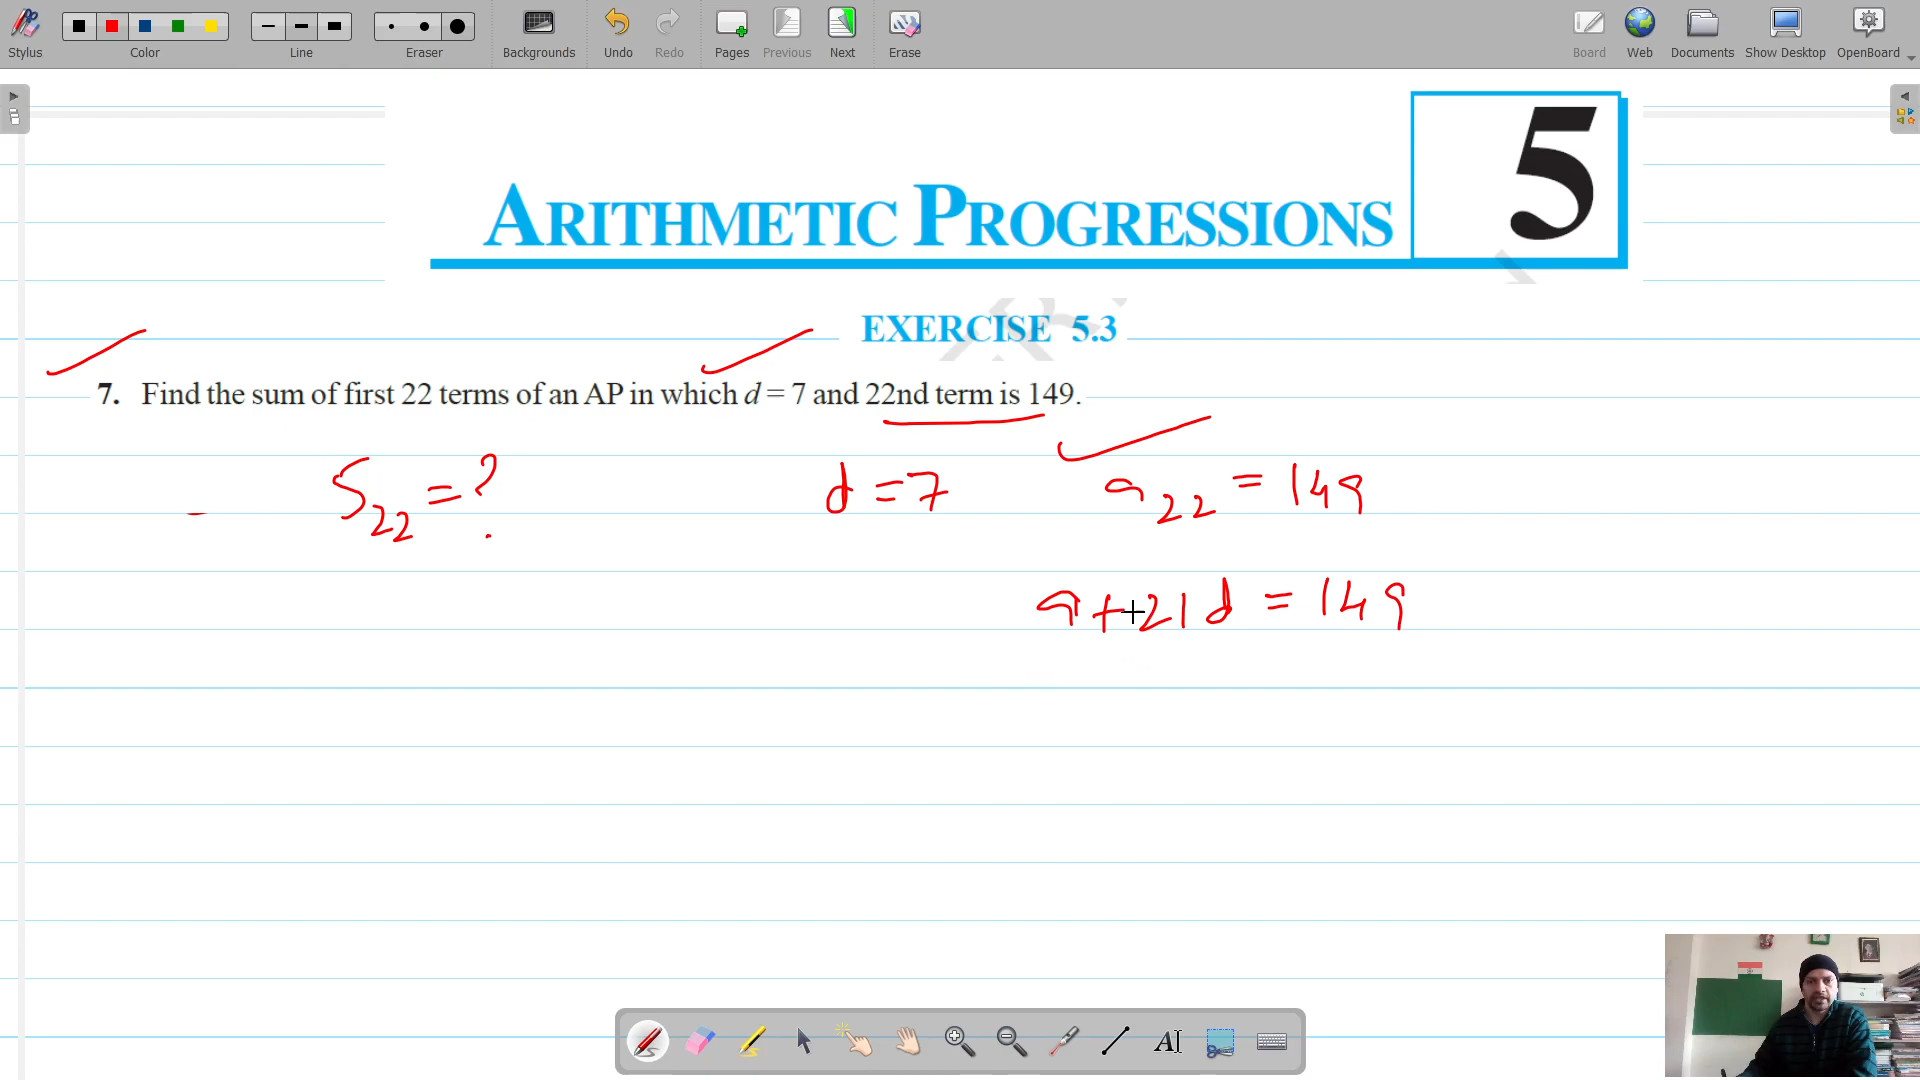 Stylus Color Line Eraser Backgrounds Undo Redo Pages Previous Next Erase Board Web Documents Show Desktop OpenBoard
ARITHMETIC PROGRESSIONS 5
EXERCISE 5.3
7. Find the sum of first 22 terms of an AP in which d = 7 and 22nd term is 149.
S22 = ? d = 7 a22 = 149
a + 21d = 149